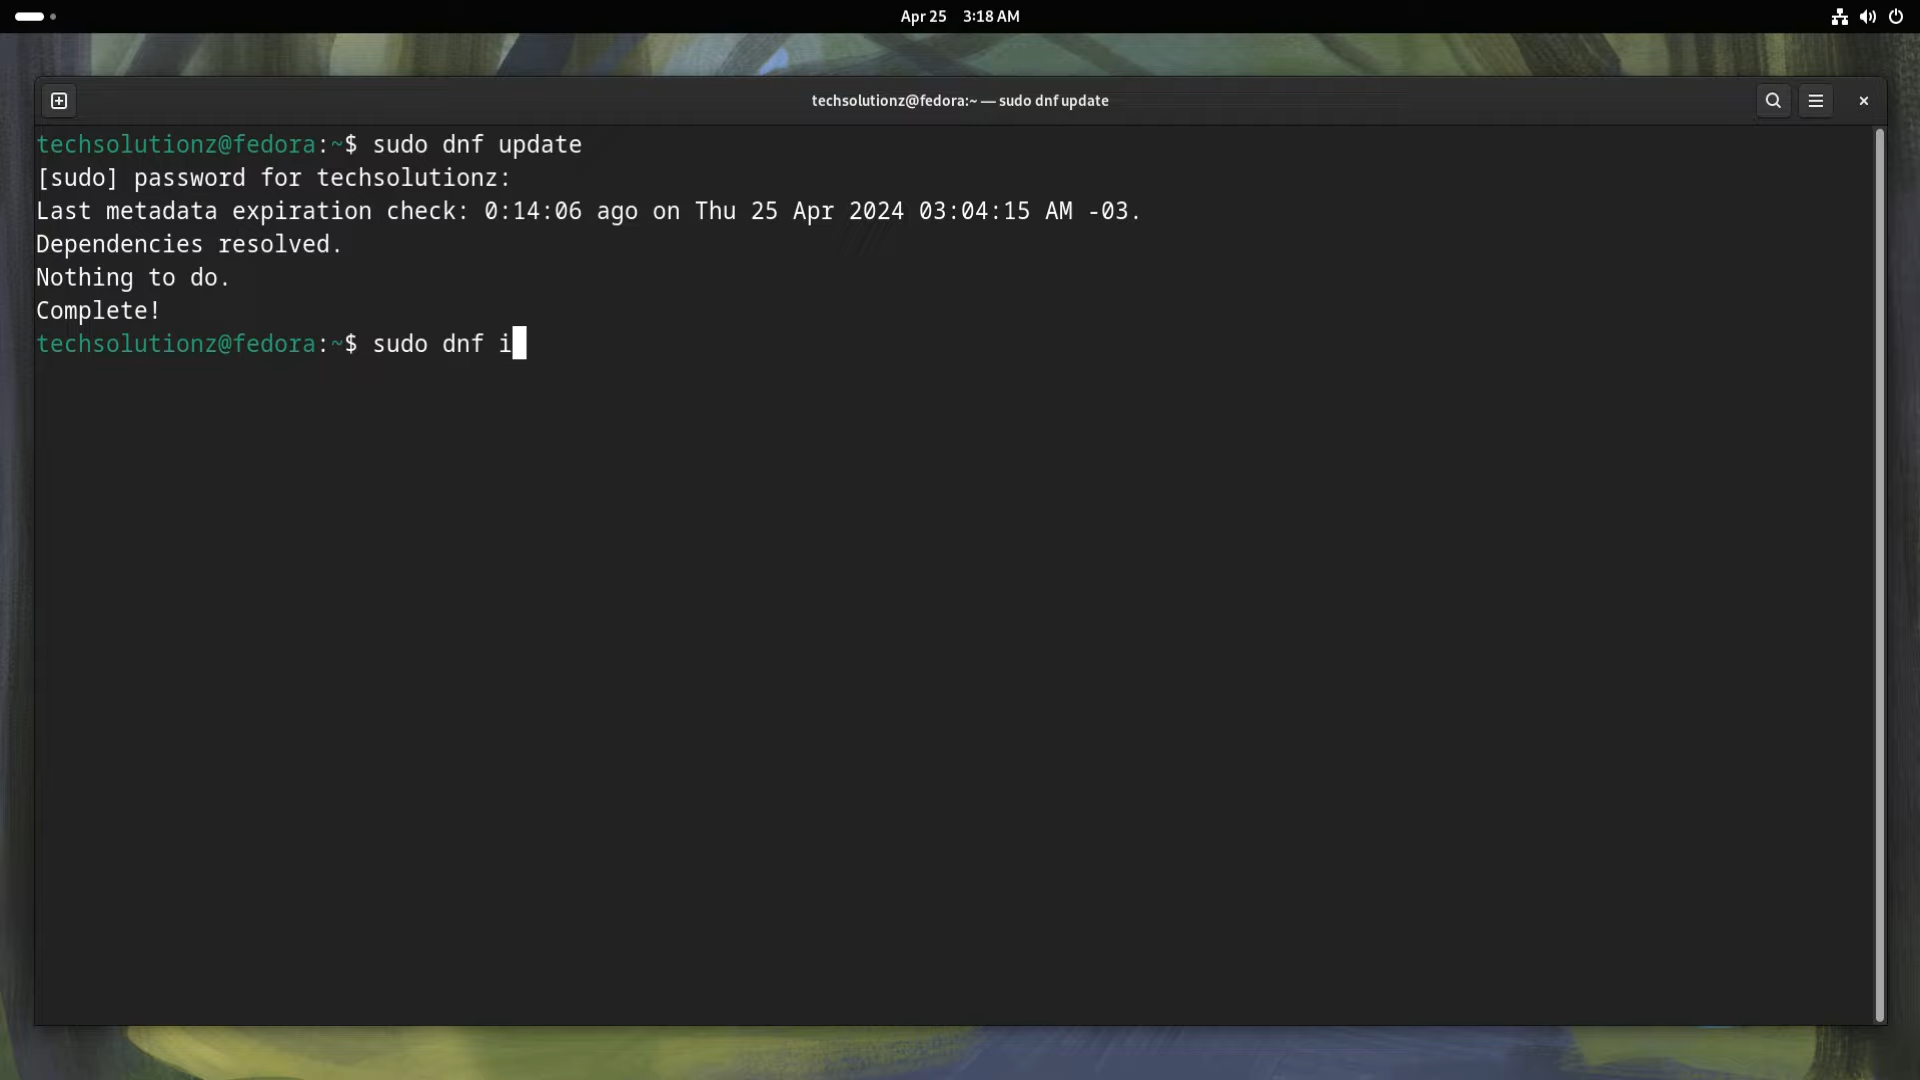 Apr 25 3:18 AM
techsolutionz@fedora:~ — sudo dnf update
techsolutionz@fedora:~$ sudo dnf update
[sudo] password for techsolutionz:
Last metadata expiration check: 0:14:06 ago on Thu 25 Apr 2024 03:04:15 AM -03.
Dependencies resolved.
Nothing to do.
Complete!
techsolutionz@fedora:~$ sudo dnf i